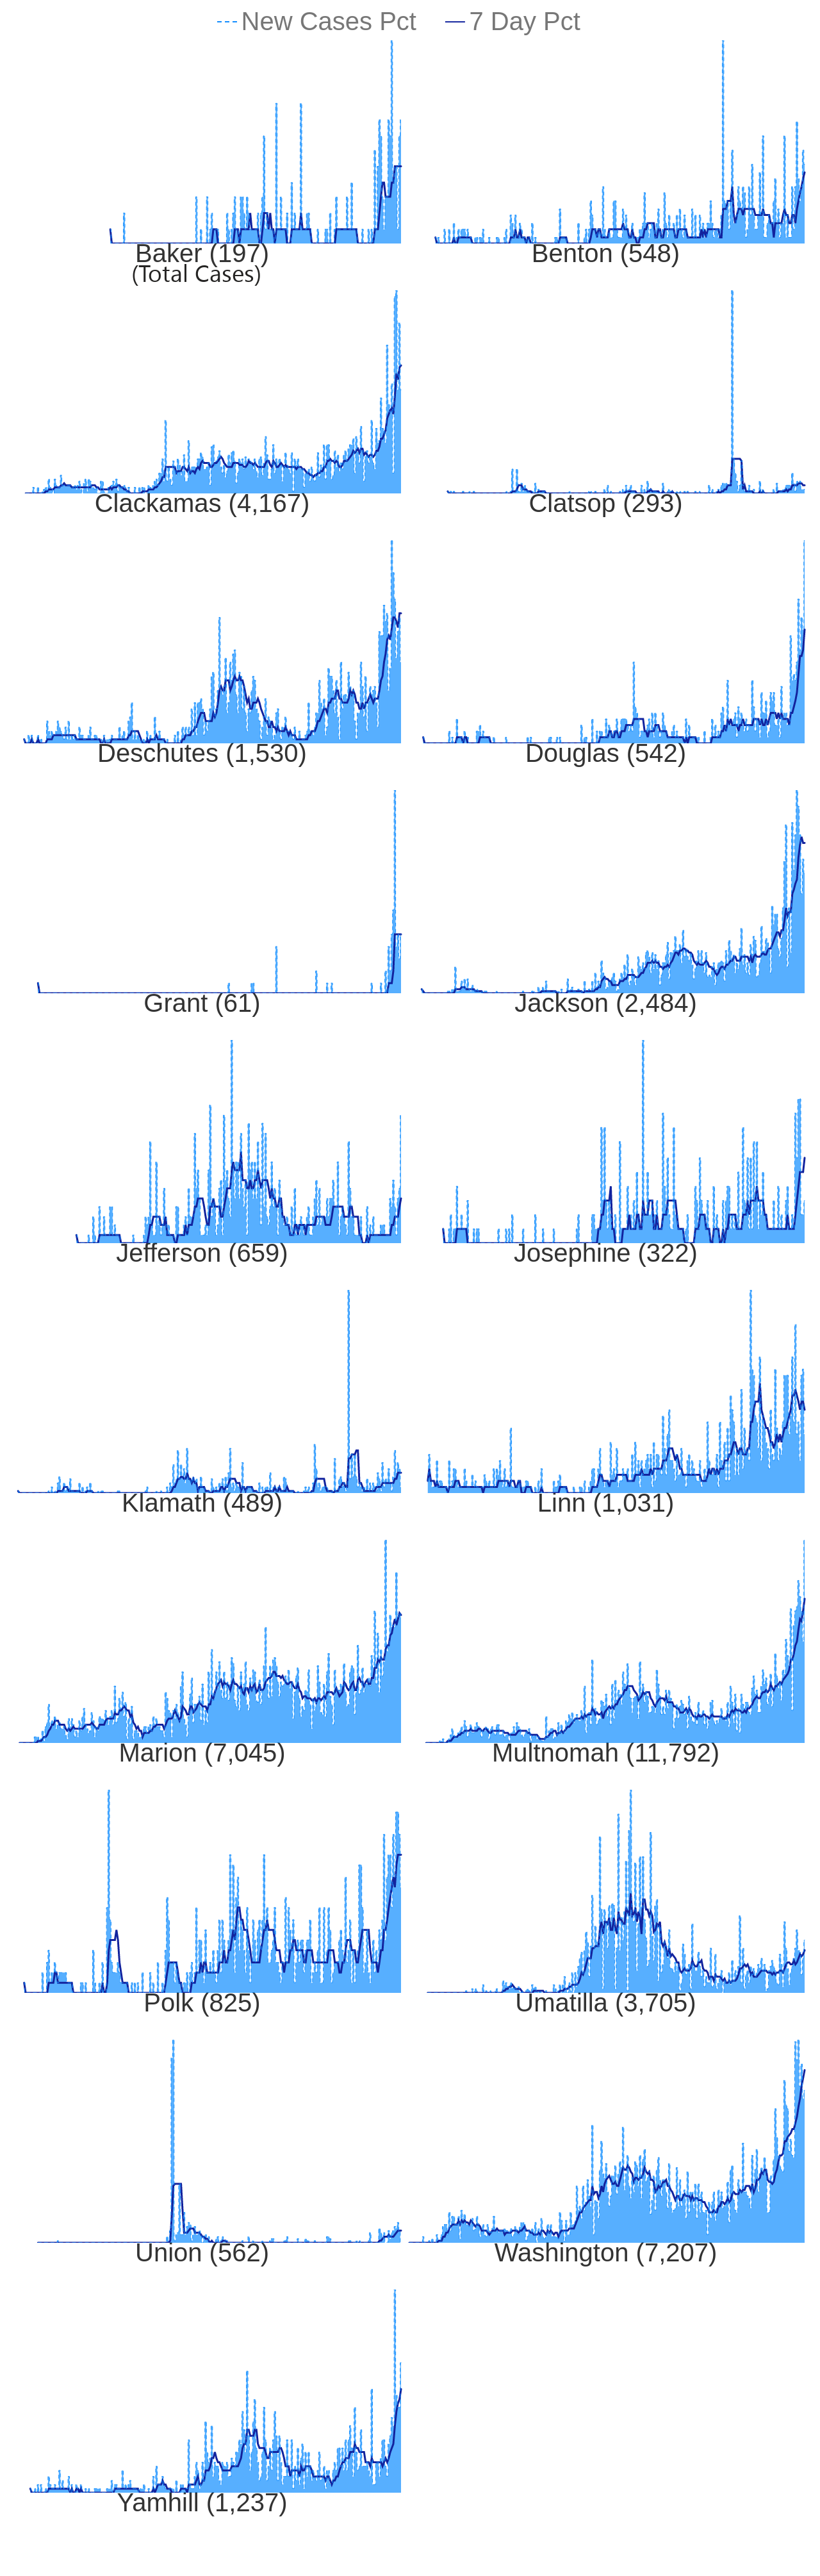 New Cases Pct 7 Day Pct
Baker (197) Benton (548)
(Total Cases)
Clackamas (4,167) Clatsop (293)
Deschutes (1,530) Douglas (542)
Grant (61) Jackson (2,484)
Jefferson (659) Josephine (322)
Klamath (489) Linn (1,031)
Marion (7,045) Multnomah (11,792)
Polk (825) Umatilla (3,705)
Union (562) Washington (7,207)
Yamhill (1,237)